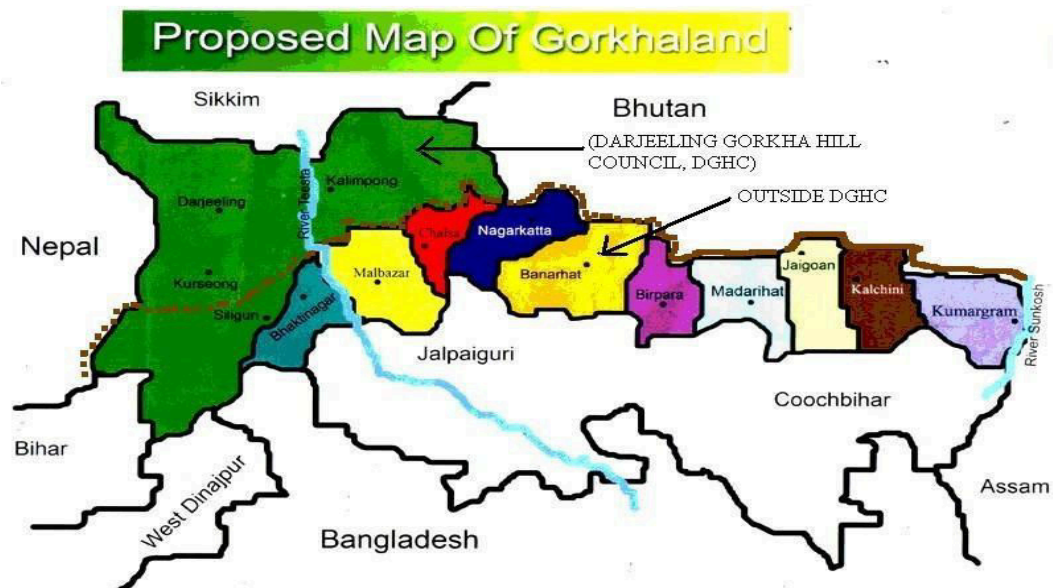 Proposed Map Of Gorkhaland
Sikkim
Bhutan
(DARJEELING GORKHA HILL
COUNCIL, DGHC)
OUTSIDE DGHC
River Teesta
Kalimpong
Darjeeling
Nepal
Chalsa
Nagarkatta
Malbazar
Banarhat
Jaigoan
Kurseong
Birpara
Madarihat
Kalchini
Kumargram
Siliguri
Bhaktinagar
River Sunkosh
Jalpaiguri
Coochbihar
Bihar
West Dinajpur
Assam
Bangladesh